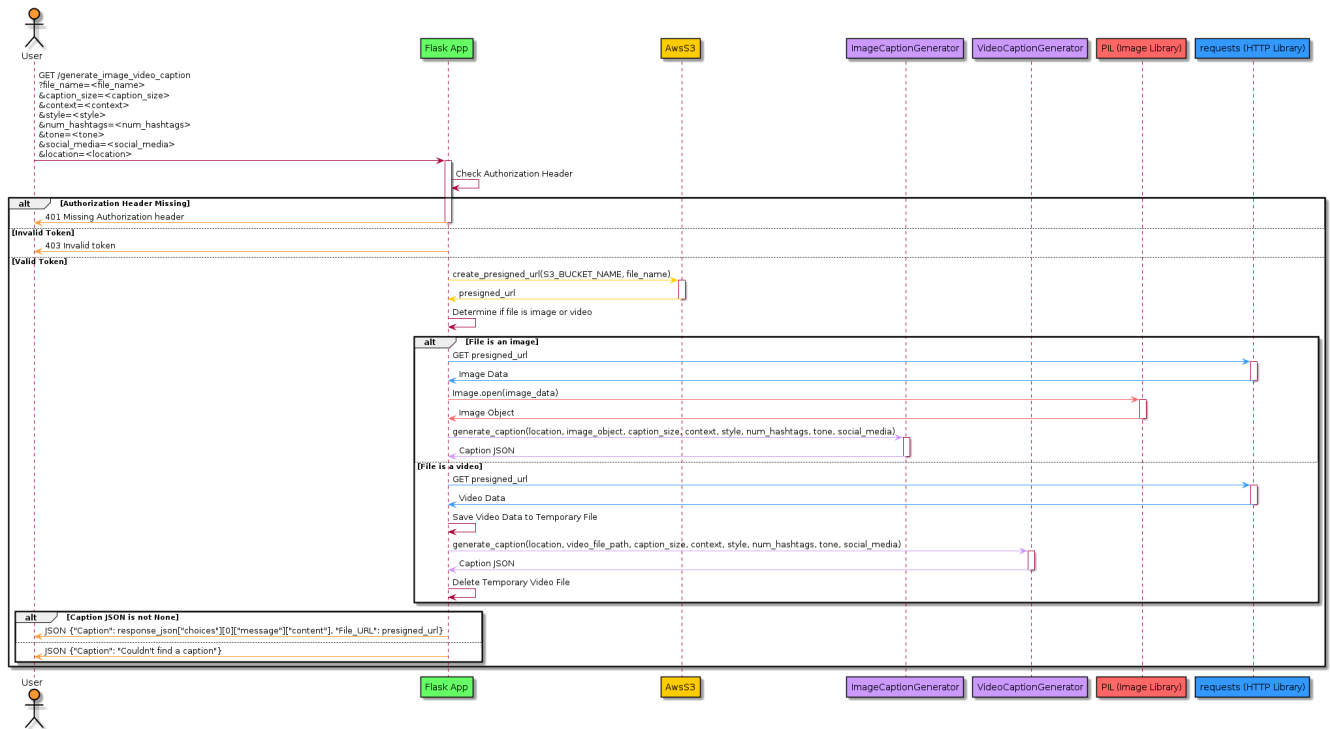 User
Flask App
AwsS3
ImageCaptionGenerator
VideoCaptionGenerator
PIL (Image Library)
requests (HTTP Library)
GET /generate_image_video_caption
?file_name=<file_name>
&caption_size=<caption_size>
&context=<context>
&style=<style>
&num_hashtags=<num_hashtags>
&tone=<tone>
&social_media=<social_media>
&location=<location>
Check Authorization Header
alt [Authorization Header Missing]
401 Missing Authorization header
[Invalid Token]
403 Invalid token
[Valid Token]
create_presigned_url(S3_BUCKET_NAME, file_name)
presigned_url
Determine if file is image or video
alt [File is an image]
GET presigned_url
Image Data
Image.open(image_data)
Image Object
generate_caption(location, image_object, caption_size, context, style, num_hashtags, tone, social_media)
Caption JSON
[File is a video]
GET presigned_url
Video Data
Save Video Data to Temporary File
generate_caption(location, video_file_path, caption_size, context, style, num_hashtags, tone, social_media)
Caption JSON
Delete Temporary Video File
alt [Caption JSON is not None]
JSON {"Caption": response_json["choices"][0]["message"]["content"], "File_URL": presigned_url}
JSON {"Caption": "Couldn't find a caption"}
User
Flask App
AwsS3
ImageCaptionGenerator
VideoCaptionGenerator
PIL (Image Library)
requests (HTTP Library)